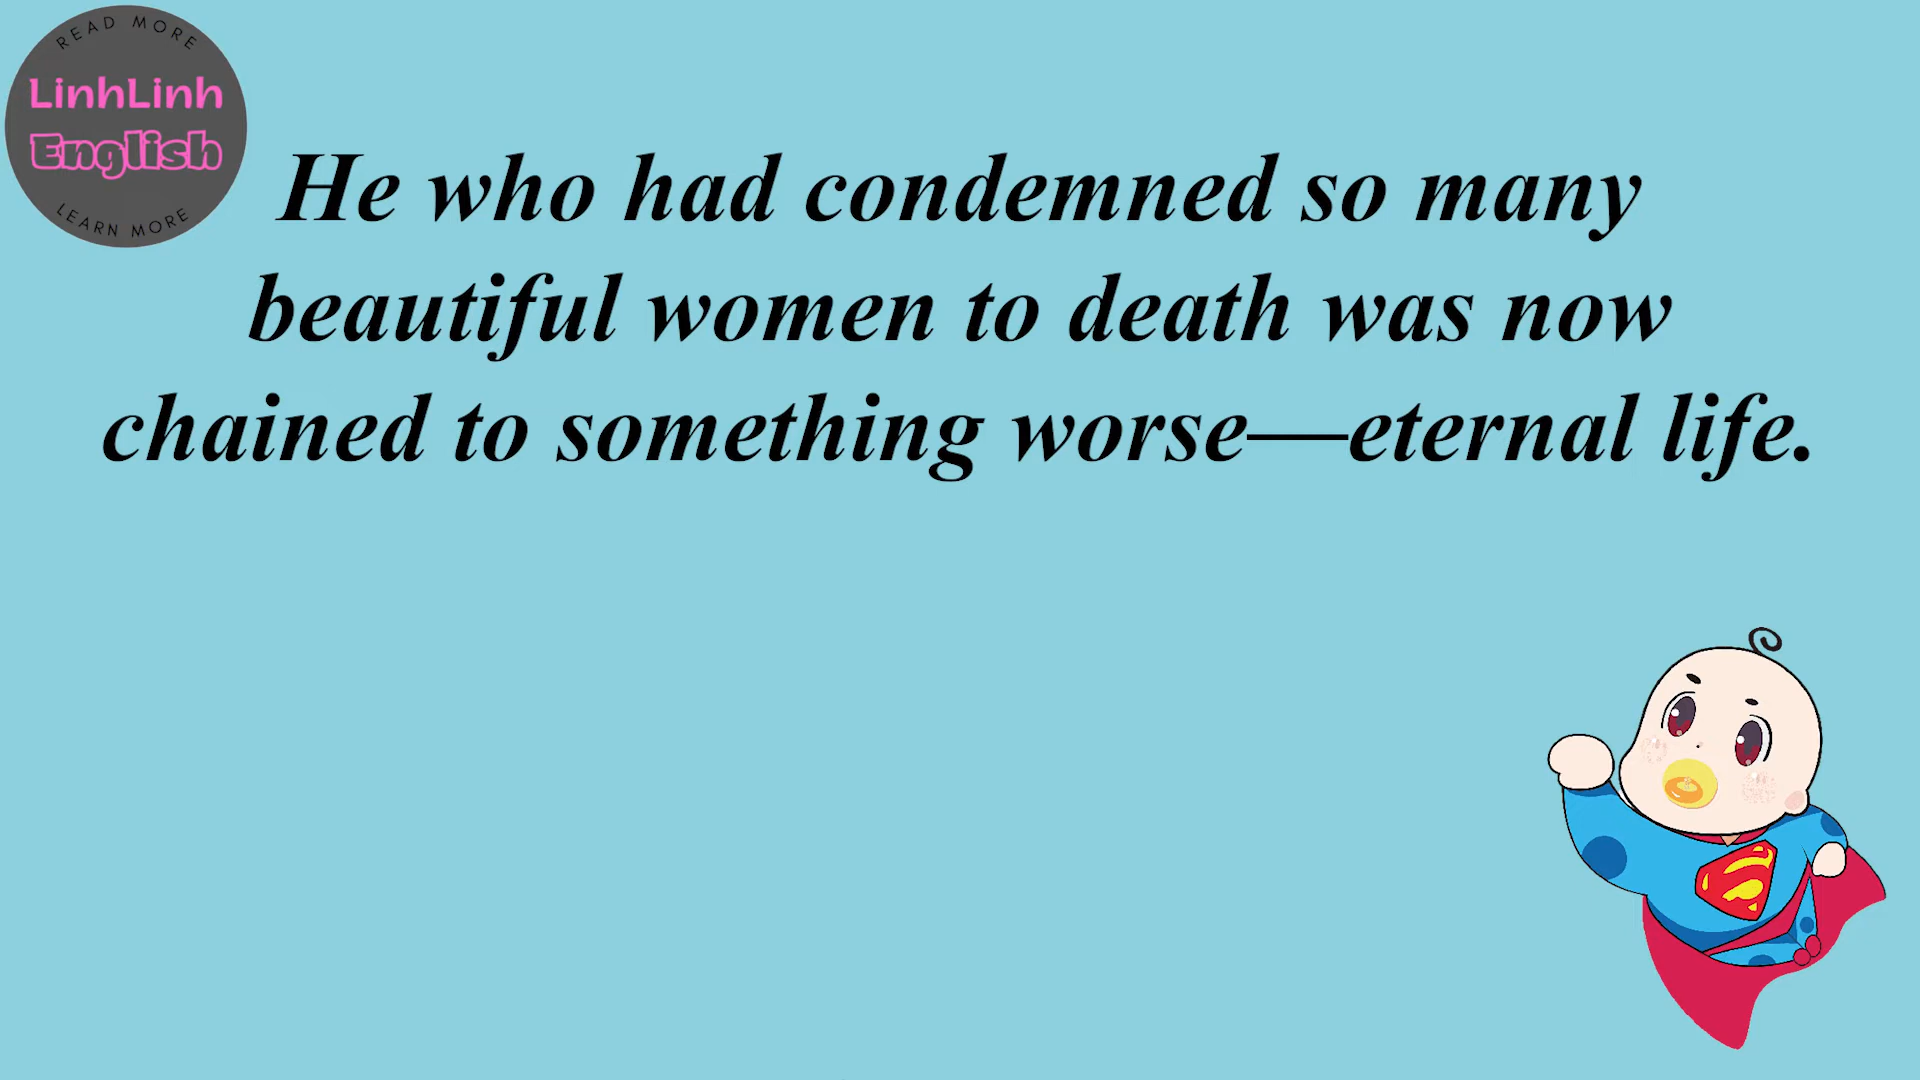 READ MORE
LinhLinh
English
LEARN MORE
He who had condemned so many
beautiful women to death was now
chained to something worse—eternal life.